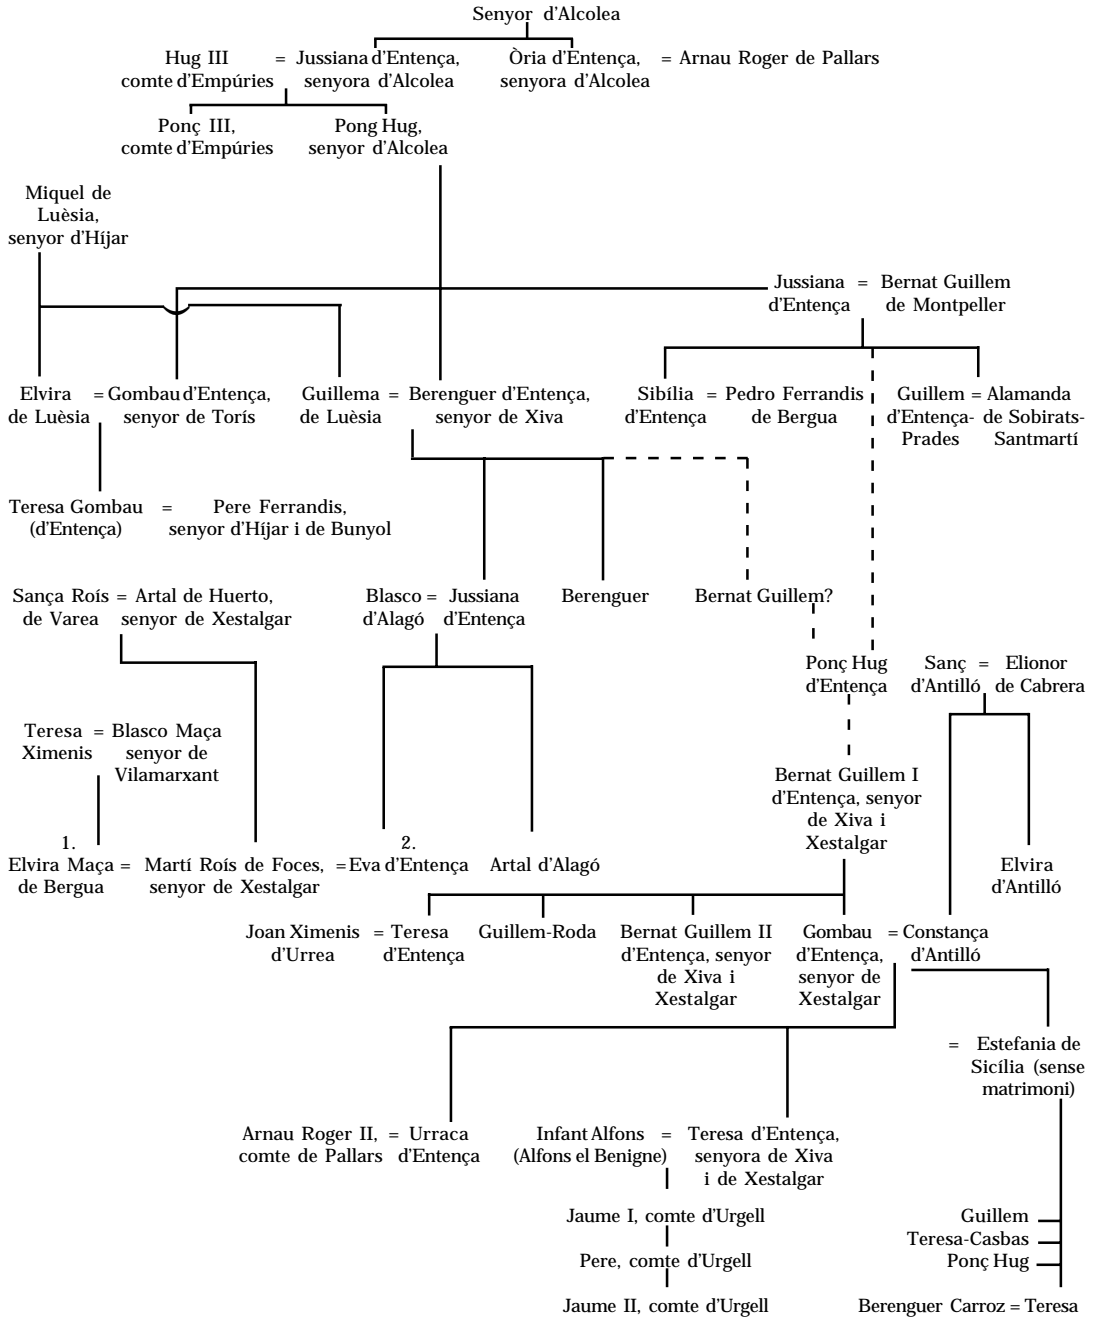 Senyor d'Alcolea
Hug III = Jussiana d'Entença, Òria d'Entença, = Arnau Roger de Pallars
comte d'Empúries senyora d'Alcolea senyora d'Alcolea
Ponç III, Pong Hug,
comte d'Empúries senyor d'Alcolea
Miquel de
Luèsia,
senyor d'Híjar
Jussiana = Bernat Guillem
d'Entença de Montpeller
Elvira = Gombau d'Entença, Guillema = Berenguer d'Entença, Sibília = Pedro Ferrandis Guillem = Alamanda
de Luèsia senyor de Torís de Luèsia senyor de Xiva d'Entença de Bergua d'Entença- de Sobirats-
Prades Santmartí
Teresa Gombau = Pere Ferrandis,
(d'Entença) senyor d'Híjar i de Bunyol
Sança Roís = Artal de Huerto, Blasco = Jussiana Berenguer Bernat Guillem?
de Varea senyor de Xestalgar d'Alagó d'Entença
Ponç Hug Sanç = Elionor
d'Entença d'Antilló de Cabrera
Teresa = Blasco Maça
Ximenis senyor de
Vilamarxant
Bernat Guillem I
d'Entença, senyor
de Xiva i
Xestalgar
1. 2.
Elvira Maça = Martí Roís de Foces, = Eva d'Entença Artal d'Alagó Elvira
de Bergua senyor de Xestalgar d'Antilló
Joan Ximenis = Teresa Guillem-Roda Bernat Guillem II Gombau = Constança
d'Urrea d'Entença d'Entença, senyor d'Entença, d'Antilló
de Xiva i senyor de
Xestalgar Xestalgar
= Estefania de
Sicília (sense
matrimoni)
Arnau Roger II, = Urraca Infant Alfons = Teresa d'Entença,
comte de Pallars d'Entença (Alfons el Benigne) senyora de Xiva
i de Xestalgar
Jaume I, comte d'Urgell Guillem
Teresa-Casbas
Pere, comte d'Urgell Ponç Hug
Jaume II, comte d'Urgell Berenguer Carroz = Teresa